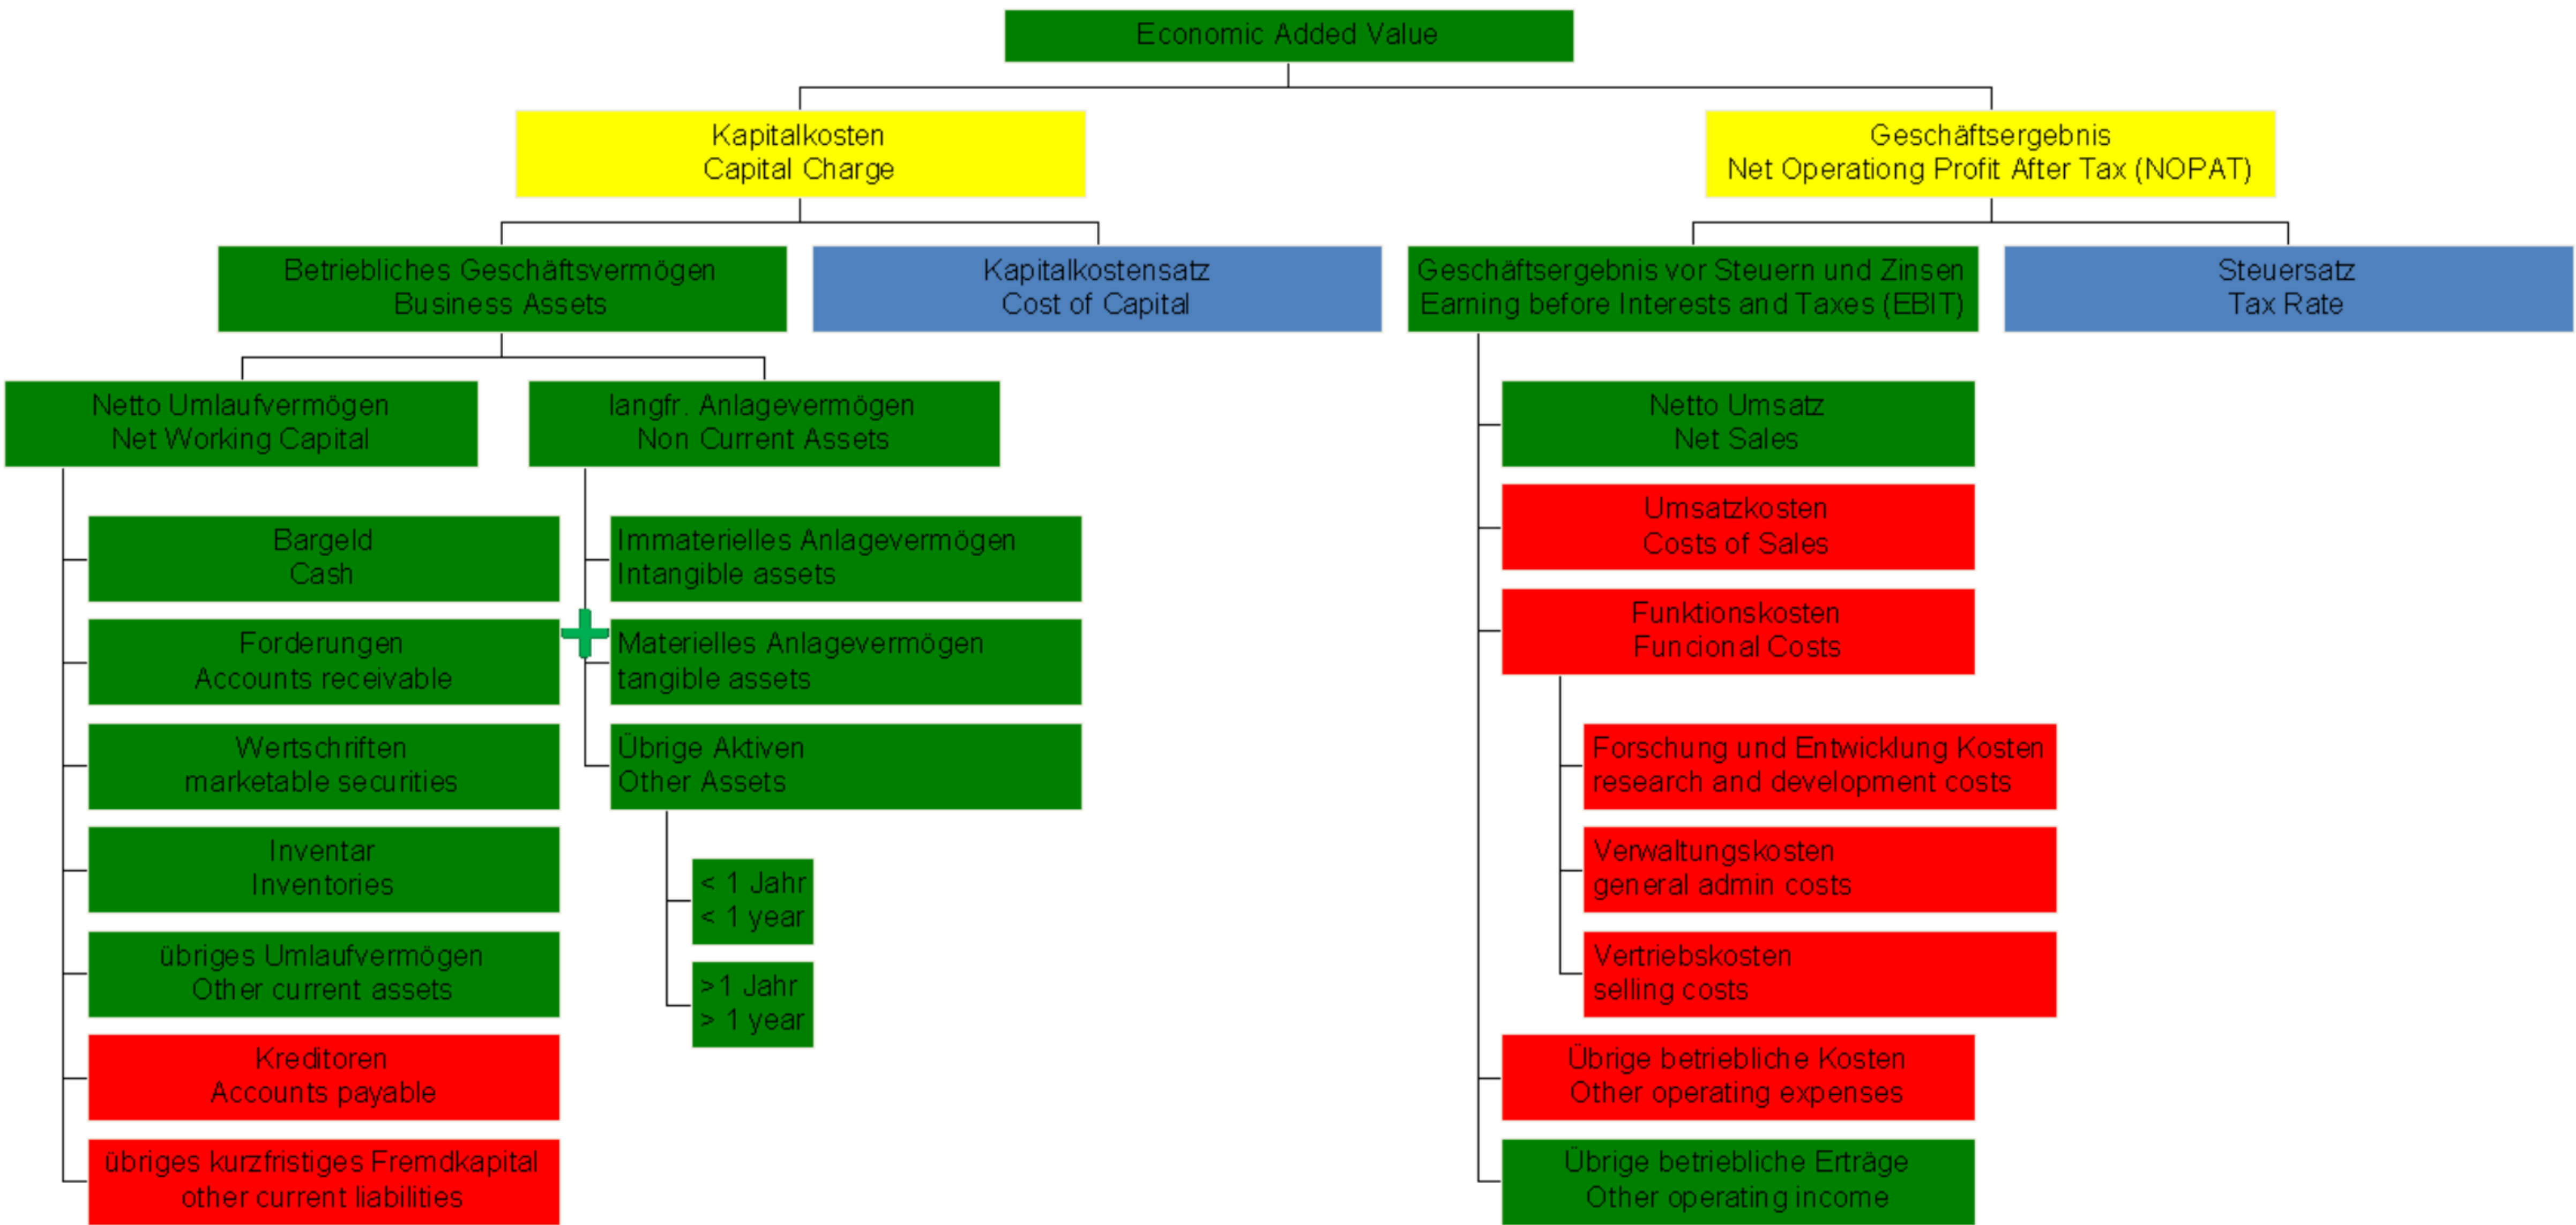 Economic Added Value
Kapitalkosten
Capital Charge
Geschäftsergebnis
Net Operationg Profit After Tax (NOPAT)
Betriebliches Geschäftsvermögen
Business Assets
Kapitalkostensatz
Cost of Capital
Geschäftsergebnis vor Steuern und Zinsen
Earning before Interests and Taxes (EBIT)
Steuersatz
Tax Rate
Netto Umlaufvermögen
Net Working Capital
langfr. Anlagevermögen
Non Current Assets
Netto Umsatz
Net Sales
Umsatzkosten
Costs of Sales
Bargeld
Cash
Immaterielles Anlagevermögen
Intangible assets
Funktionskosten
Funcional Costs
Forderungen
Accounts receivable
Materielles Anlagevermögen
tangible assets
Wertschriften
marketable securities
Übrige Aktiven
Other Assets
Forschung und Entwicklung Kosten
research and development costs
Inventar
Inventories
< 1 Jahr
< 1 year
Verwaltungskosten
general admin costs
übriges Umlaufvermögen
Other current assets
>1 Jahr
> 1 year
Vertriebskosten
selling costs
Kreditoren
Accounts payable
Übrige betriebliche Kosten
Other operating expenses
übriges kurzfristiges Fremdkapital
other current liabilities
Übrige betriebliche Erträge
Other operating income